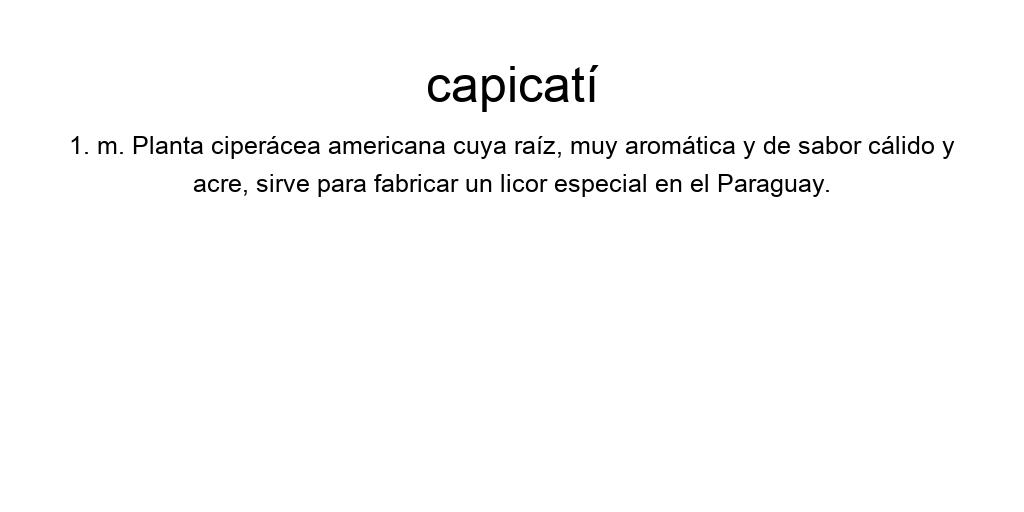 capicatí
1. m. Planta ciperácea americana cuya raíz, muy aromática y de sabor cálido y
acre, sirve para fabricar un licor especial en el Paraguay.